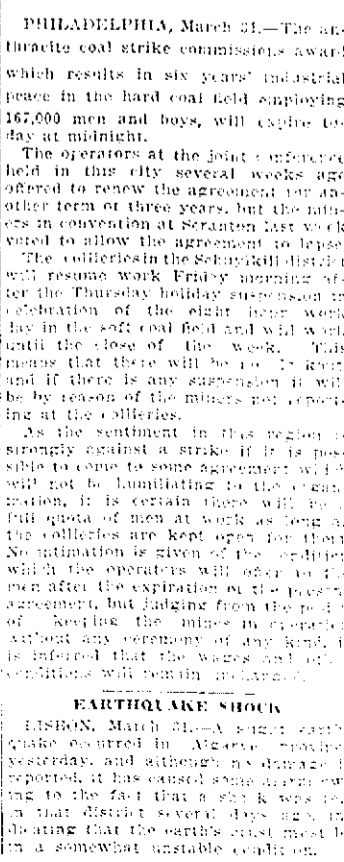 PHILADELPHIA, March 31.—The an-
thracite coal strike commissions award
which results in six years' industrial
peace in the hard coal field employing
167,000 men and boys, will expire to-
day at midnight.
The operators at the joint conference
held in this city several weeks ago
offered to renew the agreement for an-
other term of three years, but the min-
ers in convention at Scranton last week
voted to allow the agreement to lapse.
The collieries in the Schuylkill district
will resume work Friday morning af-
ter the Thursday holiday suspension in
celebration of the eight hour work
day in the soft coal field and will work
until the close of the week. This
means that there will be no
and if there is any suspension it will
be by reason of the miners not report-
ing at the collieries.
As the sentiment in this region is
strongly against a strike if it is pos-
sible to come to some agreement which
will not be humiliating to the organ-
ization, it is certain there will be a
full quota of men at work as long as
the collieries are kept open for them.
No intimation is given of the condition
which the operators will offer to the
men after the expiration of the present
agreement, but judging from the
of keeping the mines in operation
without any ceremony of any kind, it
is inferred that the wages and
conditions will remain unchanged.
EARTHQUAKE SHOCK
LISBON, March 31.—A earth-
quake occurred in Algarve province
yesterday, and although no damage is
reported, it has caused some alarm ow-
ing to the fact that a shock was
in that district several days ago, in-
dicating that the earth's crust must be
in a somewhat unstable condition.